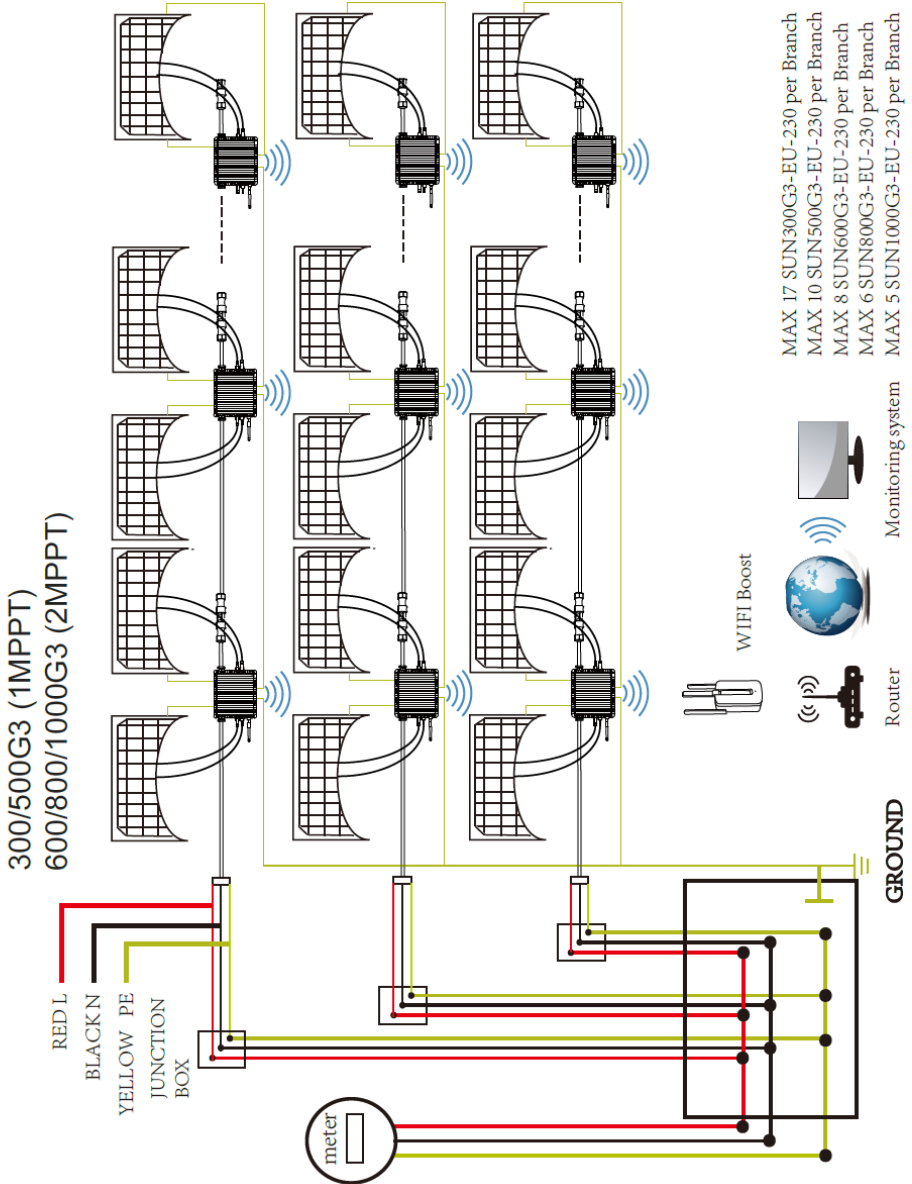 300/500G3 (1MPPT)
600/800/1000G3 (2MPPT)
RED L
BLACK N
YELLOW PE
JUNCTION
BOX
meter
WIFI Boost
GROUND
Router
Monitoring system
MAX 17 SUN300G3-EU-230 per Branch
MAX 10 SUN500G3-EU-230 per Branch
MAX 8 SUN600G3-EU-230 per Branch
MAX 6 SUN800G3-EU-230 per Branch
MAX 5 SUN1000G3-EU-230 per Branch